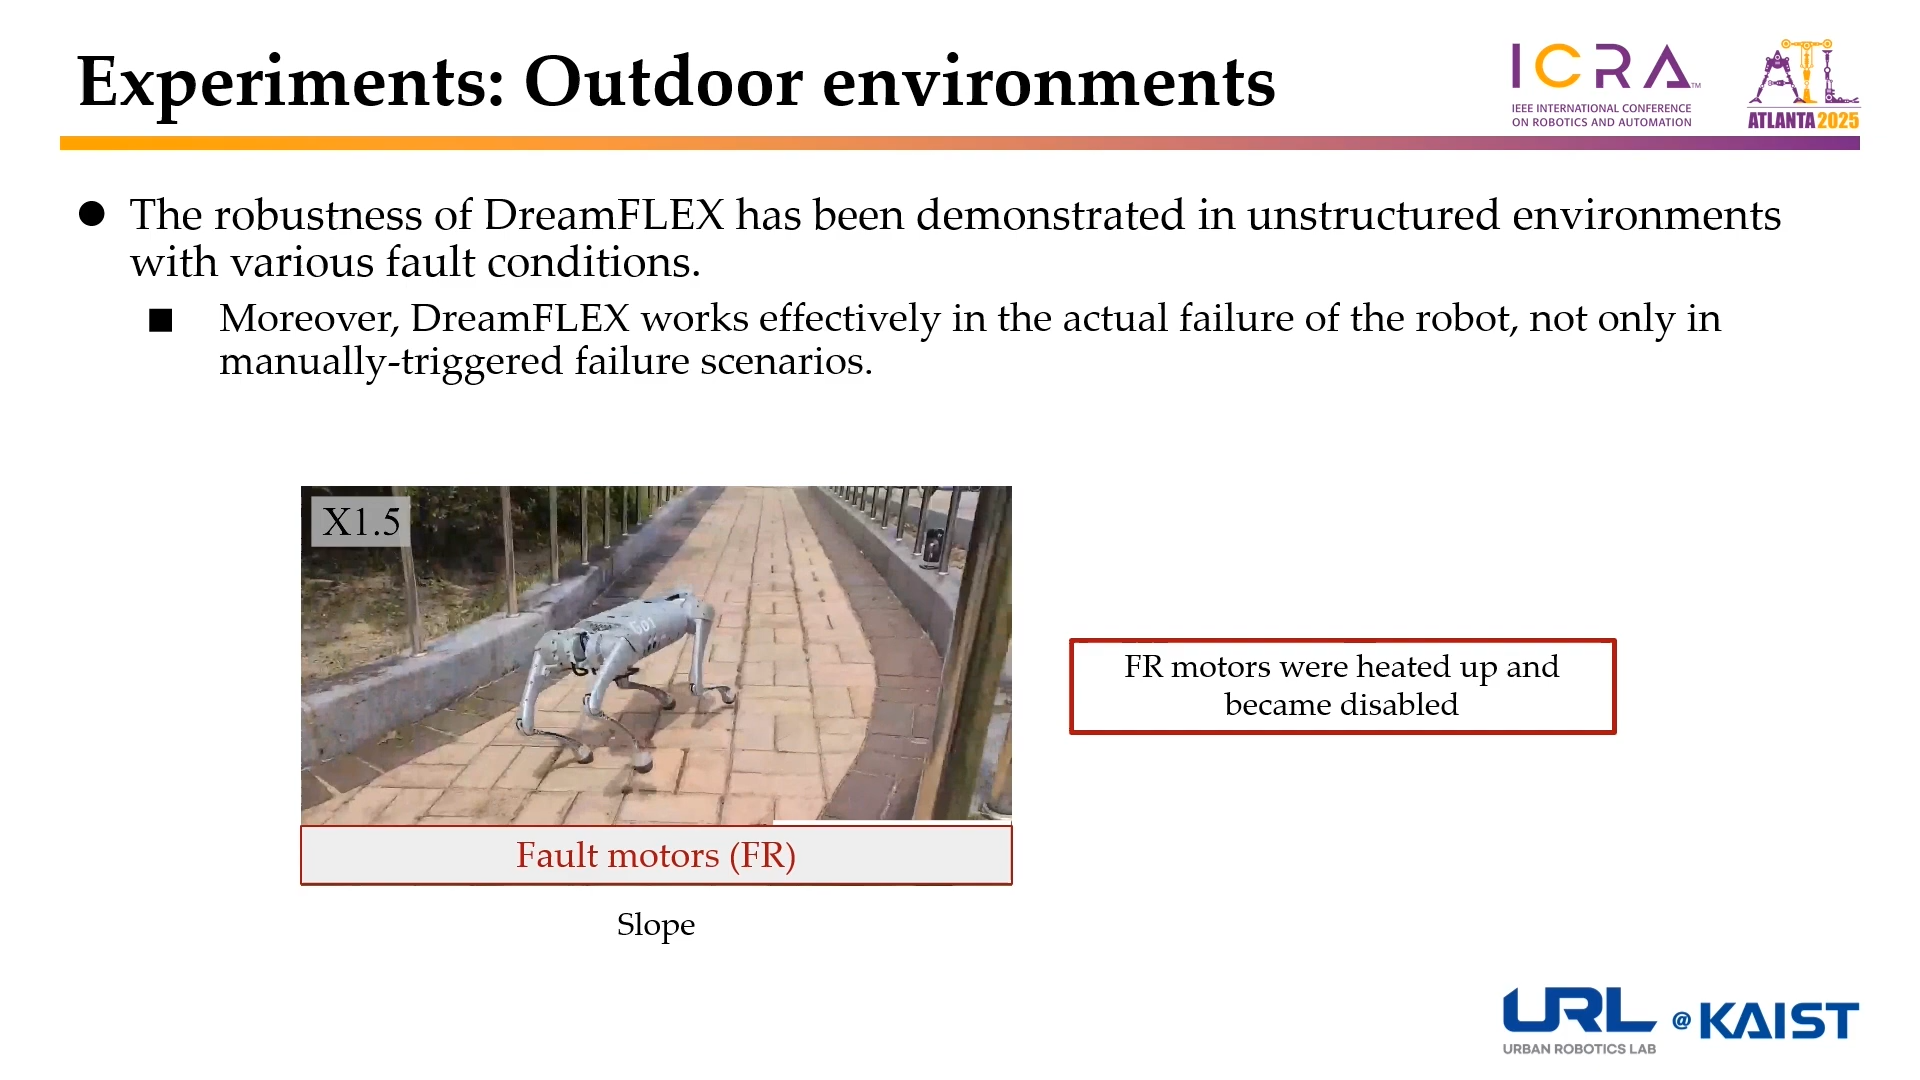 Experiments: Outdoor environments
ICRA™
IEEE INTERNATIONAL CONFERENCE
ON ROBOTICS AND AUTOMATION
ATL
ATLANTA 2025
● The robustness of DreamFLEX has been demonstrated in unstructured environments
with various fault conditions.
■ Moreover, DreamFLEX works effectively in the actual failure of the robot, not only in
manually-triggered failure scenarios.
X1.5
GO1
FR motors were heated up and
became disabled
Fault motors (FR)
Slope
URL @ KAIST
URBAN ROBOTICS LAB